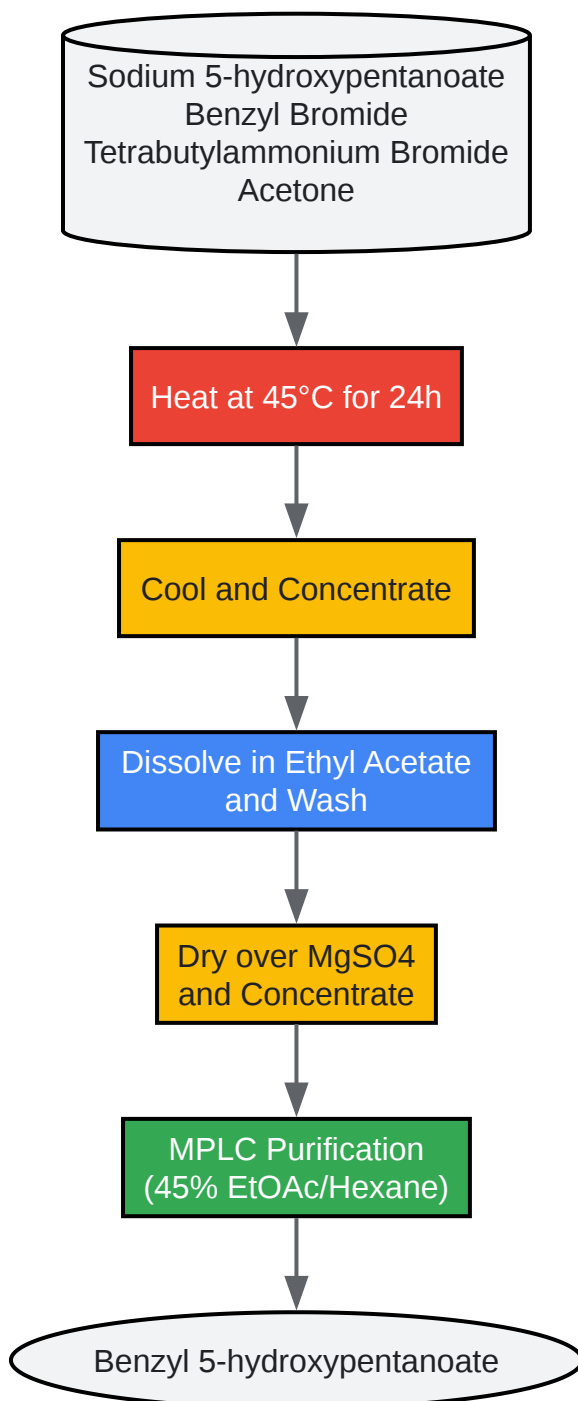 Sodium 5-hydroxypentanoate
Benzyl Bromide
Tetrabutylammonium Bromide
Acetone
Heat at 45°C for 24h
Cool and Concentrate
Dissolve in Ethyl Acetate
and Wash
Dry over MgSO4
and Concentrate
MPLC Purification
(45% EtOAc/Hexane)
Benzyl 5-hydroxypentanoate